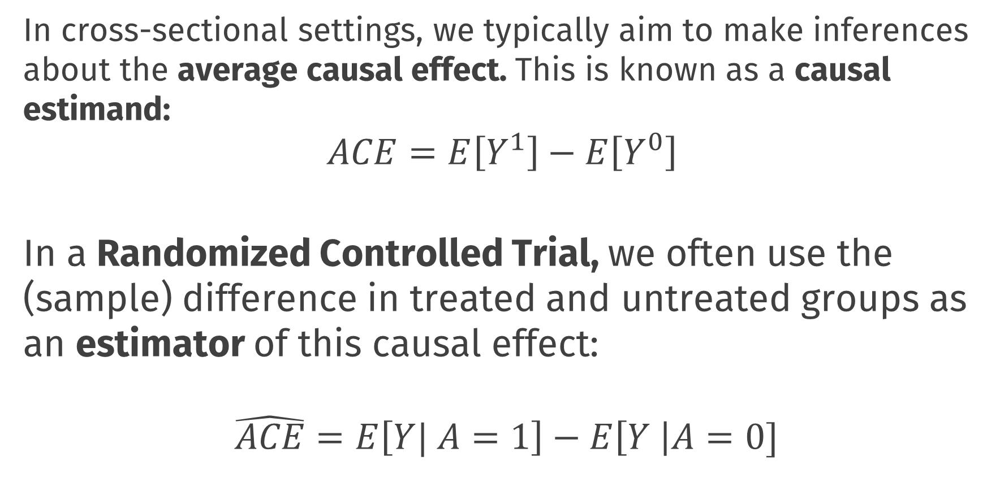 In cross-sectional settings, we typically aim to make inferences
about the average causal effect. This is known as a causal
estimand:
ACE = E[Y¹] − E[Y⁰]
In a Randomized Controlled Trial, we often use the
(sample) difference in treated and untreated groups as
an estimator of this causal effect:
\widehat{ACE} = E[Y| A = 1] − E[Y |A = 0]